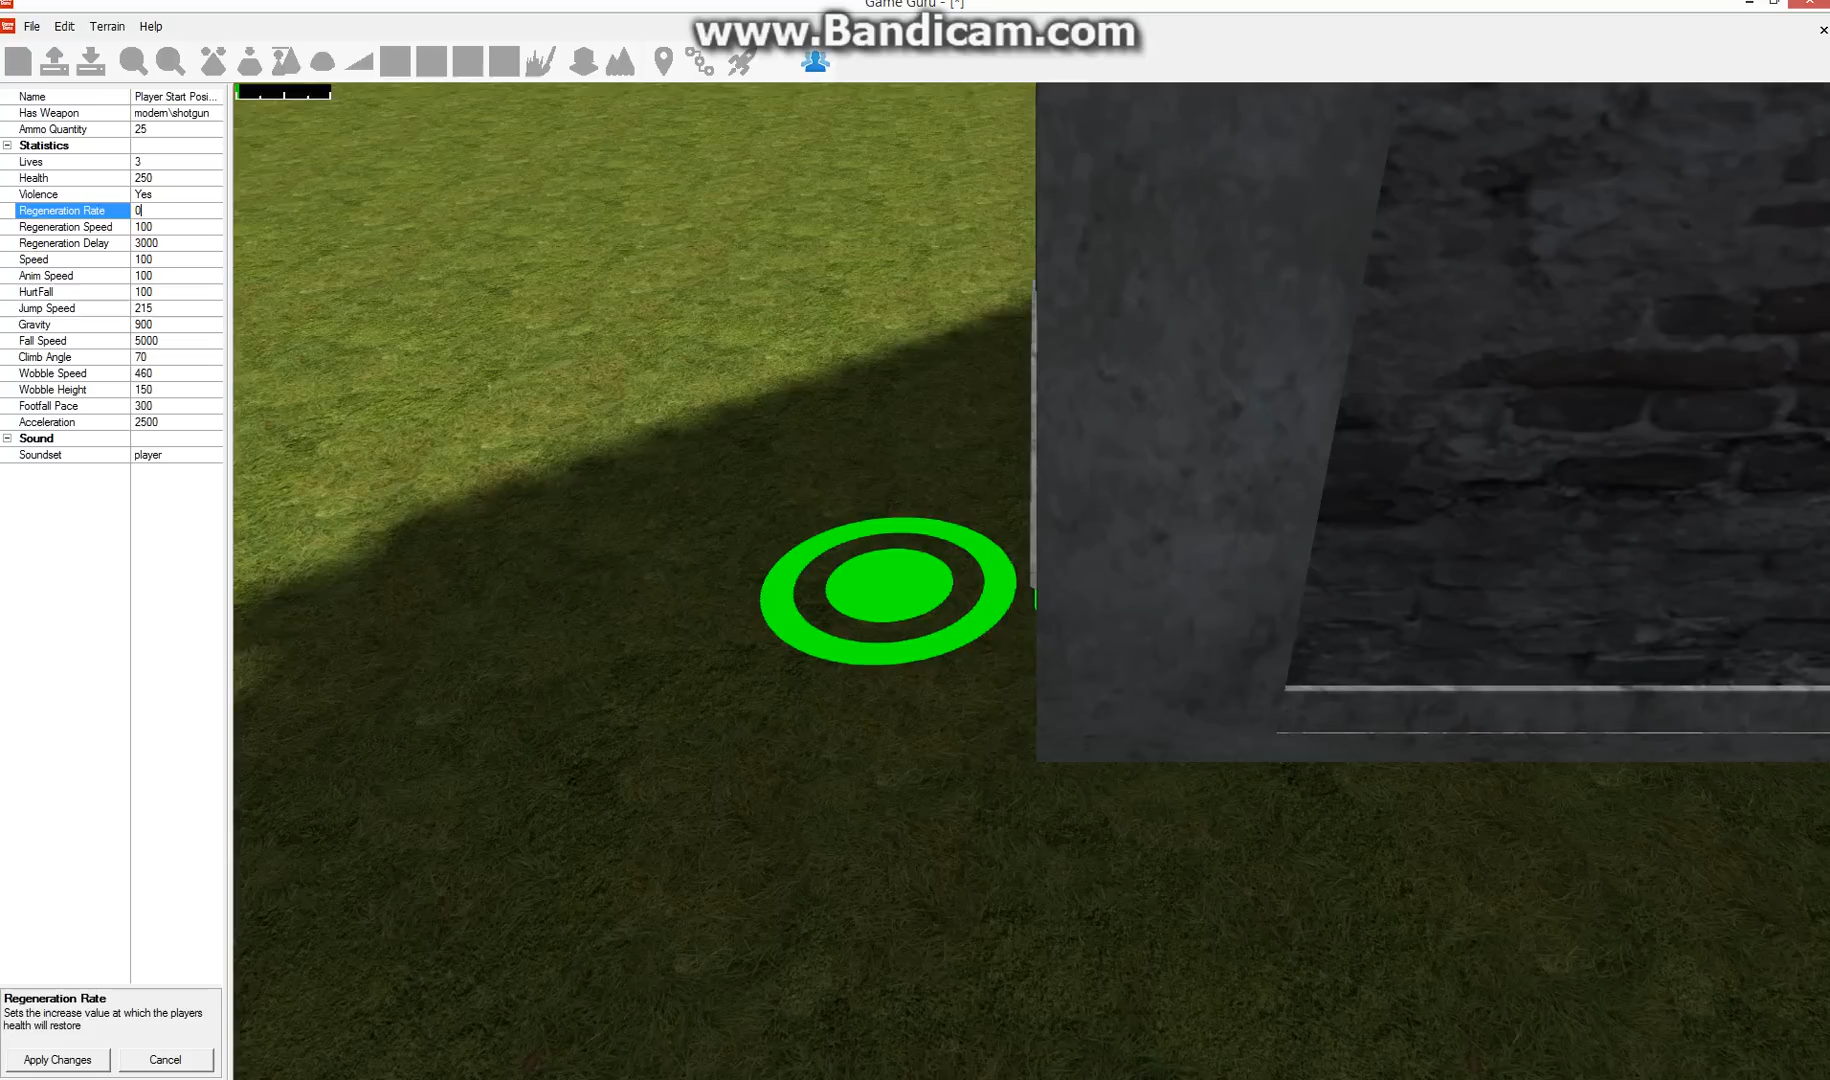 Game Guru - [*]
www.Bandicam.com
File Edit Terrain Help
Name Player Start Posi...
Has Weapon modern\shotgun
Ammo Quantity 25
Statistics
Lives 3
Health 250
Violence Yes
Regeneration Rate 0
Regeneration Speed 100
Regeneration Delay 3000
Speed 100
Anim Speed 100
HurtFall 100
Jump Speed 215
Gravity 900
Fall Speed 5000
Climb Angle 70
Wobble Speed 460
Wobble Height 150
Footfall Pace 300
Acceleration 2500
Sound
Soundset player
Regeneration Rate
Sets the increase value at which the players
health will restore
Apply Changes Cancel